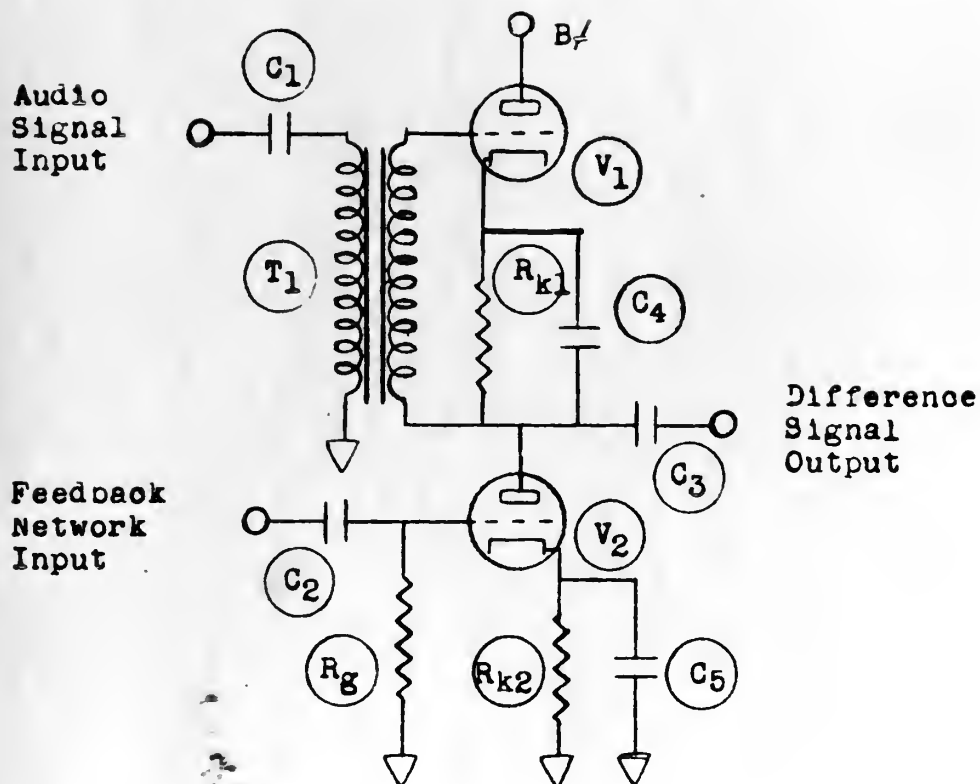 B+
C1
Audio
Signal
Input
V1
T1
Rk1
C4
Difference
Signal
Output
C3
Feedback
Network
Input
V2
C2
Rg
Rk2
C5